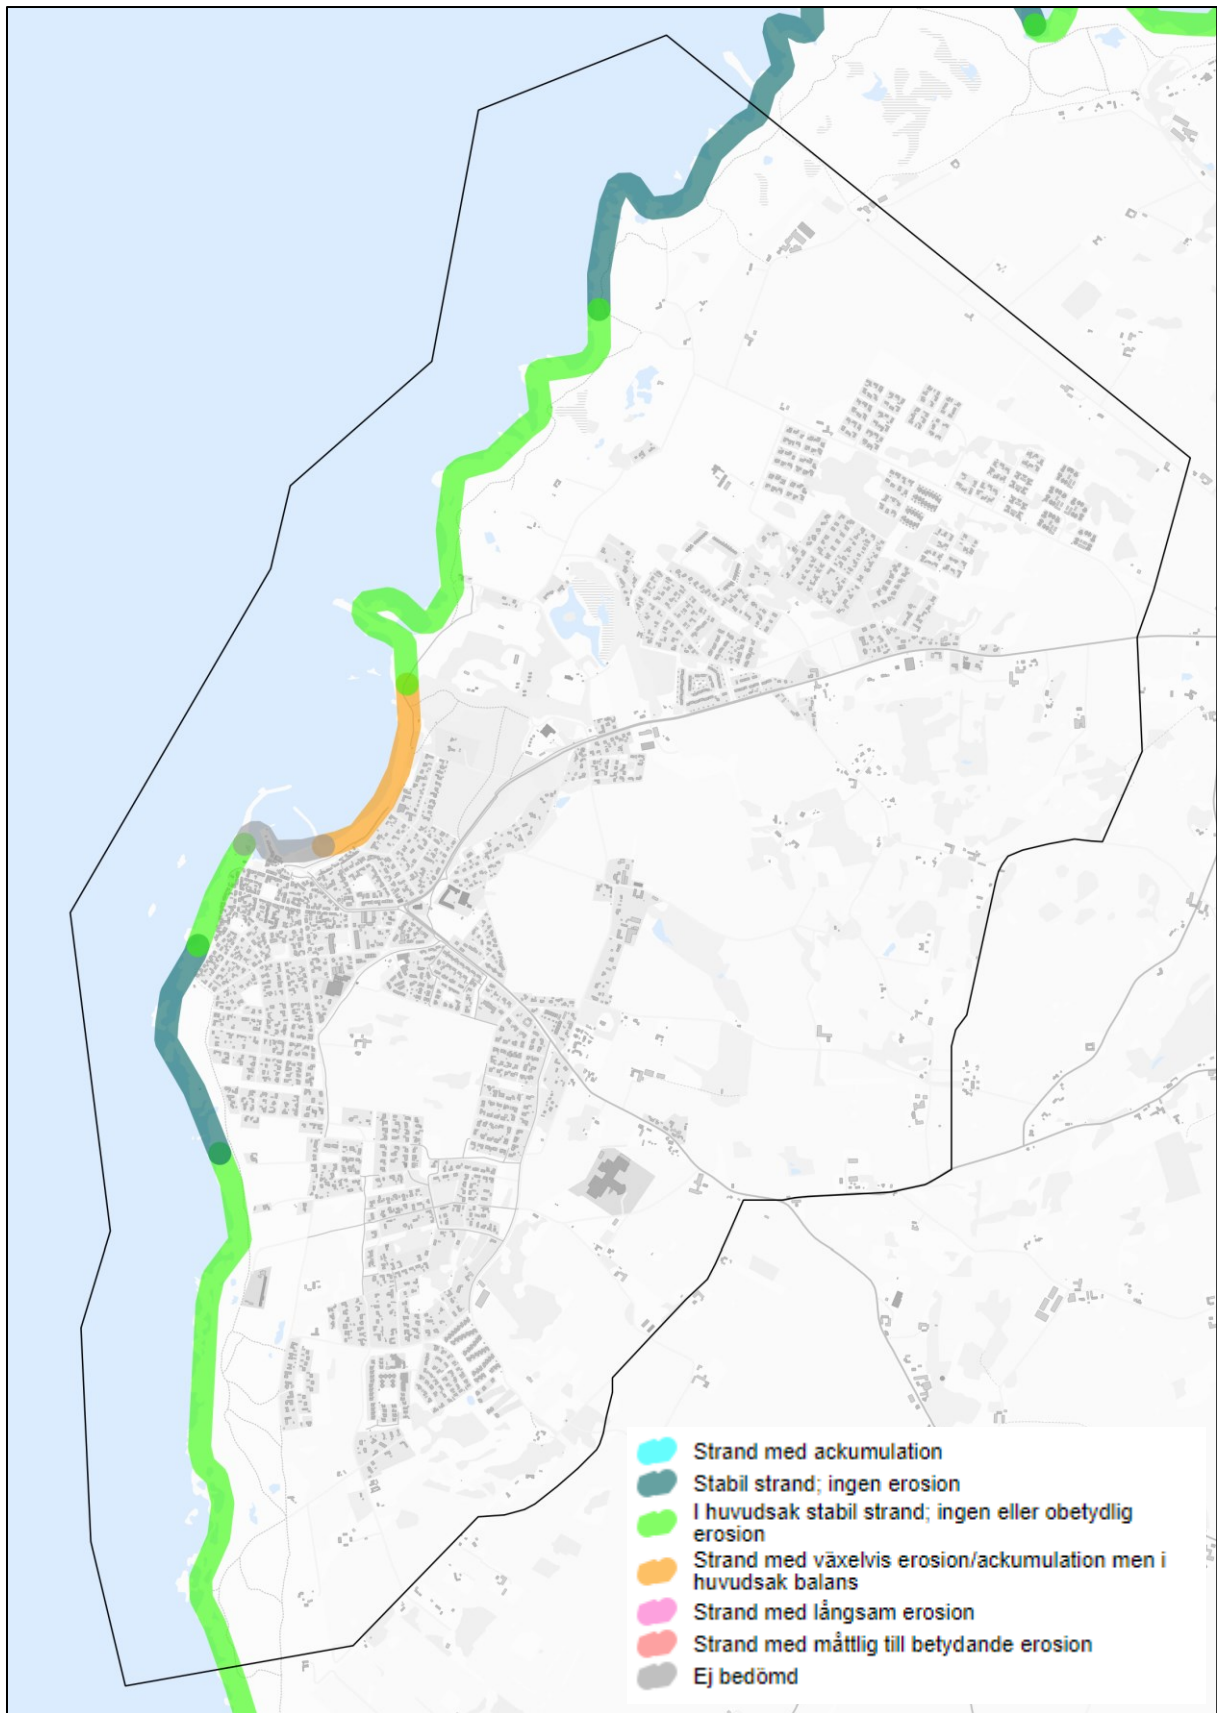 Strand med ackumulation
Stabil strand; ingen erosion
I huvudsak stabil strand; ingen eller obetydlig
erosion
Strand med växelvis erosion/ackumulation men i
huvudsak balans
Strand med långsam erosion
Strand med måttlig till betydande erosion
Ej bedömd